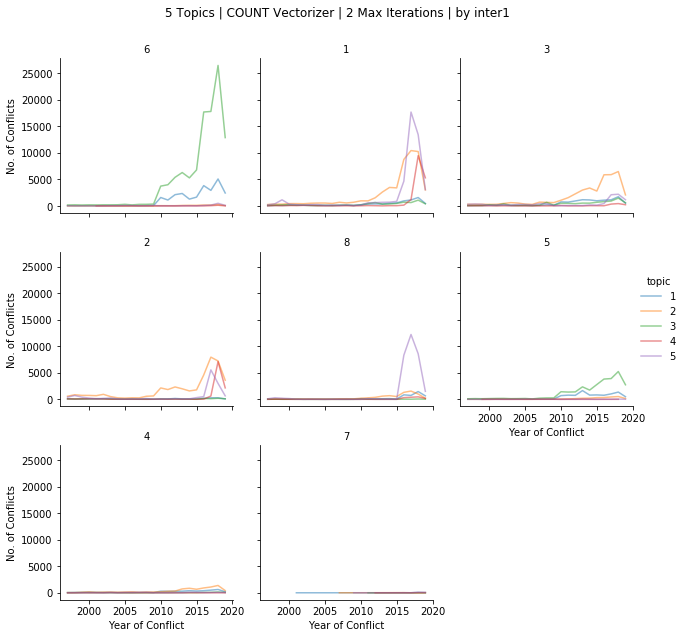 5 Topics | COUNT Vectorizer | 2 Max Iterations | by inter1
6
1
3
25000
20000
15000
10000
5000
0
No. of Conflicts
2
8
5
25000
20000
15000
10000
5000
0
No. of Conflicts
2000 2005 2010 2015 2020
Year of Conflict
topic
1
2
3
4
5
4
7
25000
20000
15000
10000
5000
0
No. of Conflicts
2000 2005 2010 2015 2020
Year of Conflict
2000 2005 2010 2015 2020
Year of Conflict